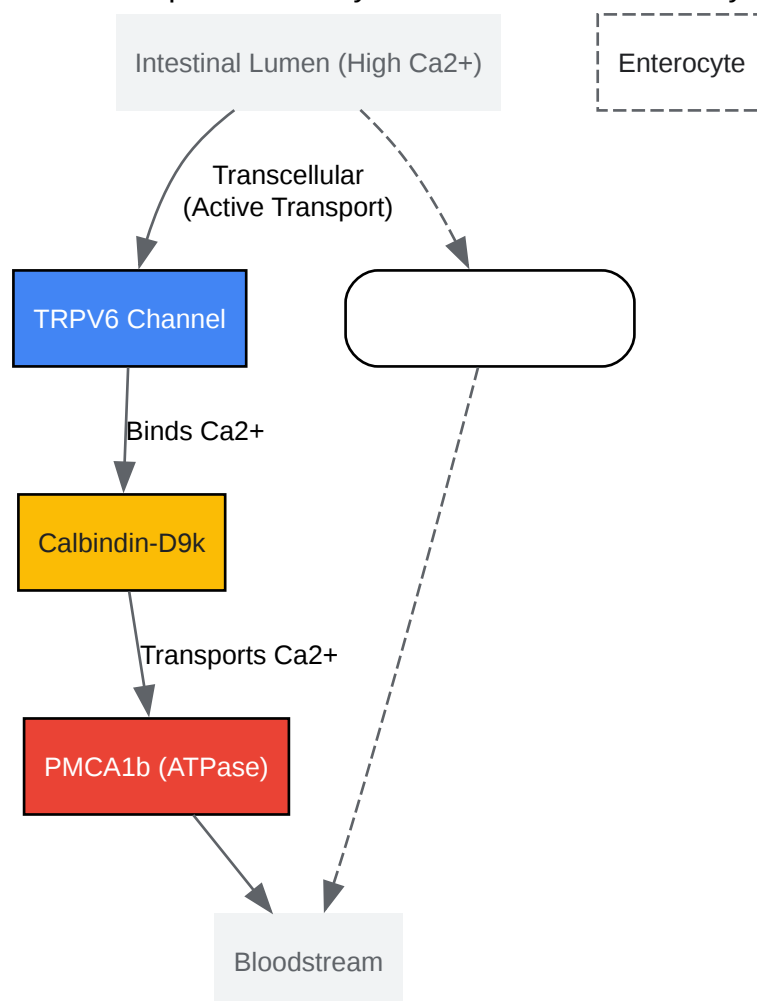 Intestinal Lumen (High Ca2+)
Enterocyte
Transcellular
(Active Transport)
TRPV6 Channel
Binds Ca2+
Calbindin-D9k
Transports Ca2+
PMCA1b (ATPase)
Bloodstream